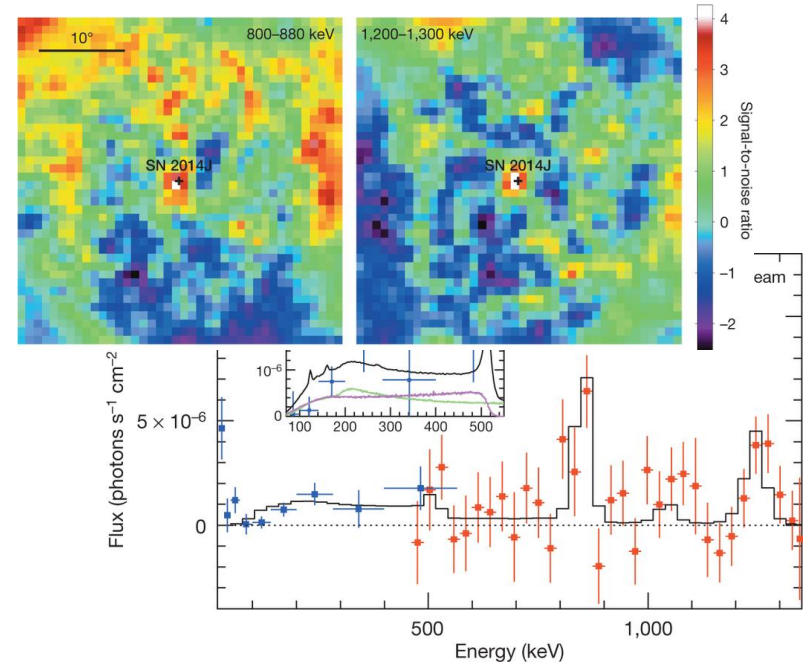 800–880 keV
10°
SN 2014J
1,200–1,300 keV
SN 2014J
4
3
2
1
0
−1
−2
Signal-to-noise ratio
eam
10⁻⁶
0
100 200 300 400 500
5 × 10⁻⁶
0
Flux (photons s⁻¹ cm⁻²)
500 1,000
Energy (keV)